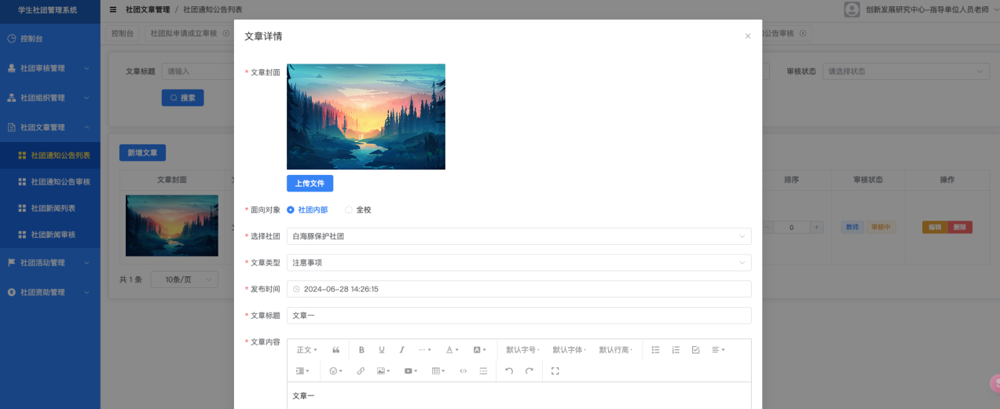 学生社团管理系统
社团文章管理 / 社团通知公告列表
创新发展研究中心-指导单位人员老师
控制台
社团审核管理
社团组织管理
社团文章管理
社团通知公告列表
社团通知公告审核
社团新闻列表
社团新闻审核
社团活动管理
社团资助管理
控制台
社团拟申请成立审核
公告审核
文章标题 请输入
审核状态 请选择状态
搜索
新增文章
文章封面
排序
审核状态
操作
0
教师 审核中
编辑 删除
共 1 条 10条/页
文章详情
* 文章封面
上传文件
* 面向对象 社团内部 全校
* 选择社团 白海豚保护社团
* 文章类型 注意事项
* 发布时间 2024-06-28 14:26:15
* 文章标题 文章一
* 文章内容
正文 B U I A A 默认字号 默认字体 默认行高
文章一